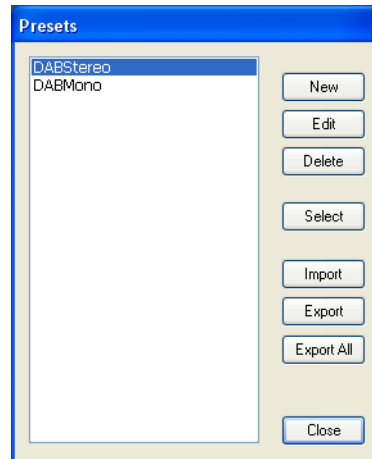 Presets
DABStereo
DABMono
New
Edit
Delete
Select
Import
Export
Export All
Close